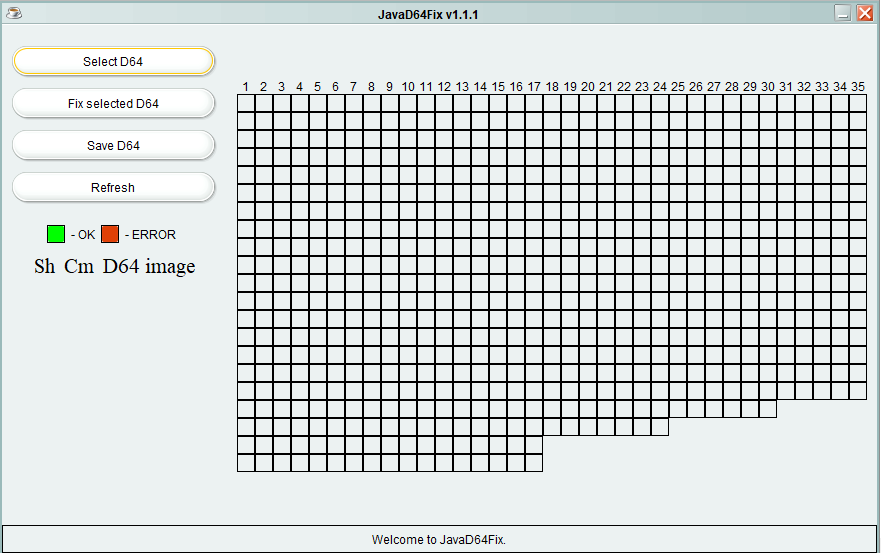 JavaD64Fix v1.1.1
Select D64
Fix selected D64
Save D64
Refresh
- OK - ERROR
Sh Cm D64 image
1 2 3 4 5 6 7 8 9 10 11 12 13 14 15 16 17 18 19 20 21 22 23 24 25 26 27 28 29 30 31 32 33 34 35
Welcome to JavaD64Fix.